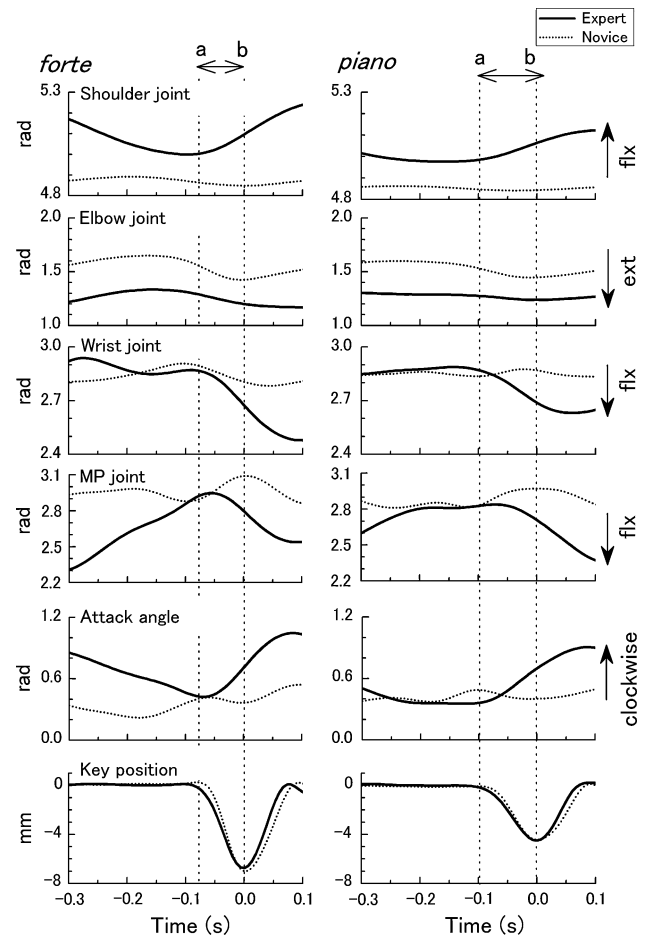 Expert
Novice
forte
a b
piano
a b
Shoulder joint
5.3
4.8
rad
5.3
4.8
flx
Elbow joint
2.0
1.5
1.0
rad
2.0
1.5
1.0
ext
Wrist joint
3.0
2.7
2.4
rad
3.0
2.7
2.4
flx
MP joint
3.1
2.8
2.5
2.2
rad
3.1
2.8
2.5
2.2
flx
Attack angle
1.2
0.6
0.0
rad
1.2
0.6
0.0
clockwise
Key position
0
-4
-8
mm
0
-4
-8
-0.3 -0.2 -0.1 0.0 0.1
Time (s)
-0.3 -0.2 -0.1 0.0 0.1
Time (s)